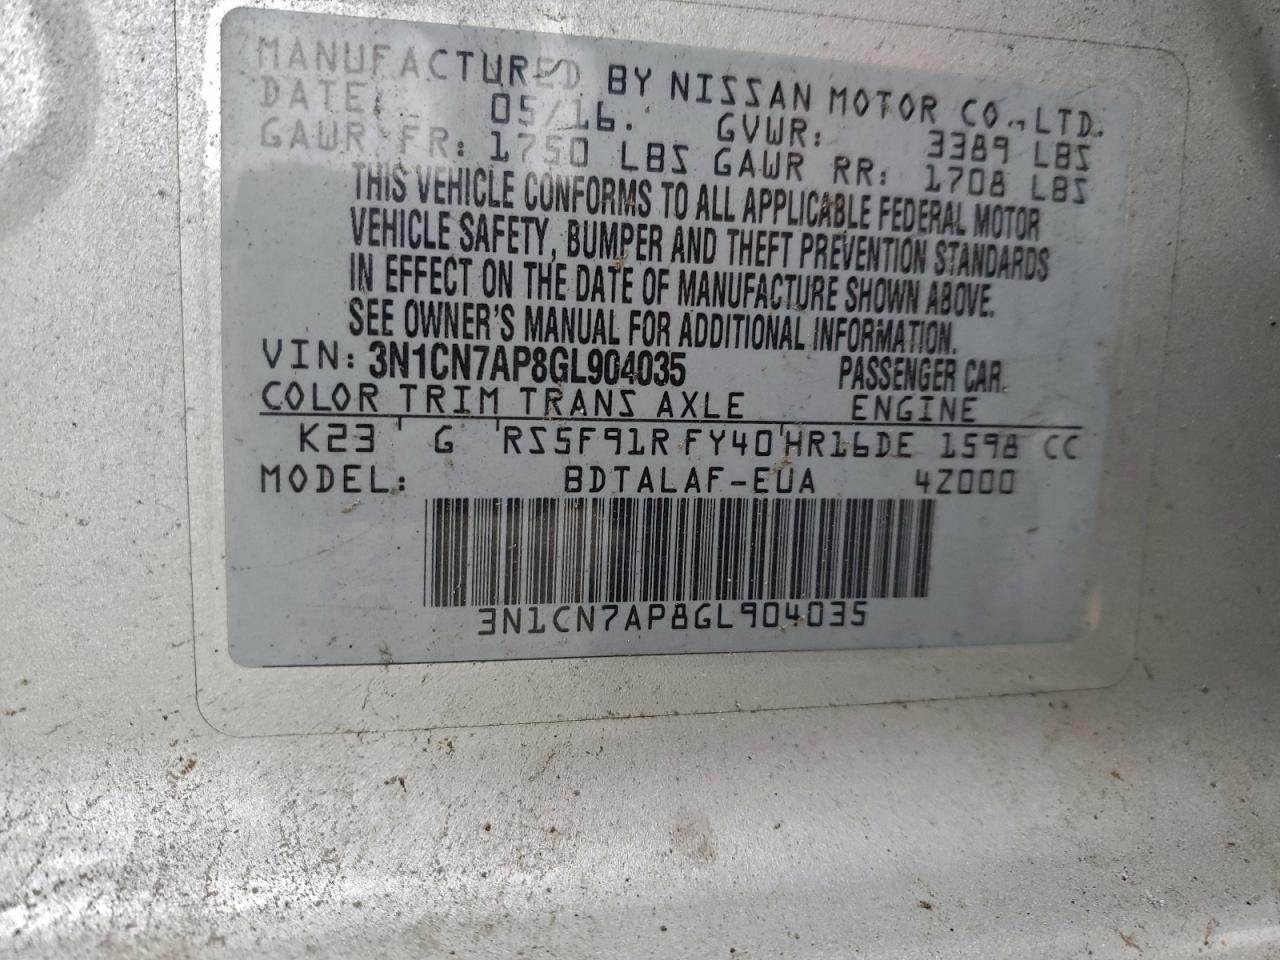 MANUFACTURED BY NISSAN MOTOR CO., LTD.
DATE: 05/16. GVWR: 3389 LBS
GAWR FR: 1750 LBS GAWR RR: 1708 LBS
THIS VEHICLE CONFORMS TO ALL APPLICABLE FEDERAL MOTOR
VEHICLE SAFETY, BUMPER AND THEFT PREVENTION STANDARDS
IN EFFECT ON THE DATE OF MANUFACTURE SHOWN ABOVE.
SEE OWNER'S MANUAL FOR ADDITIONAL INFORMATION.
VIN: 3N1CN7AP8GL904035 PASSENGER CAR
COLOR TRIM TRANS AXLE ENGINE
K23 ' G ' RS5F91R FY40 ' HR16DE 1598 CC
MODEL: BDTALAF-EUA 4Z000
3N1CN7AP8GL904035